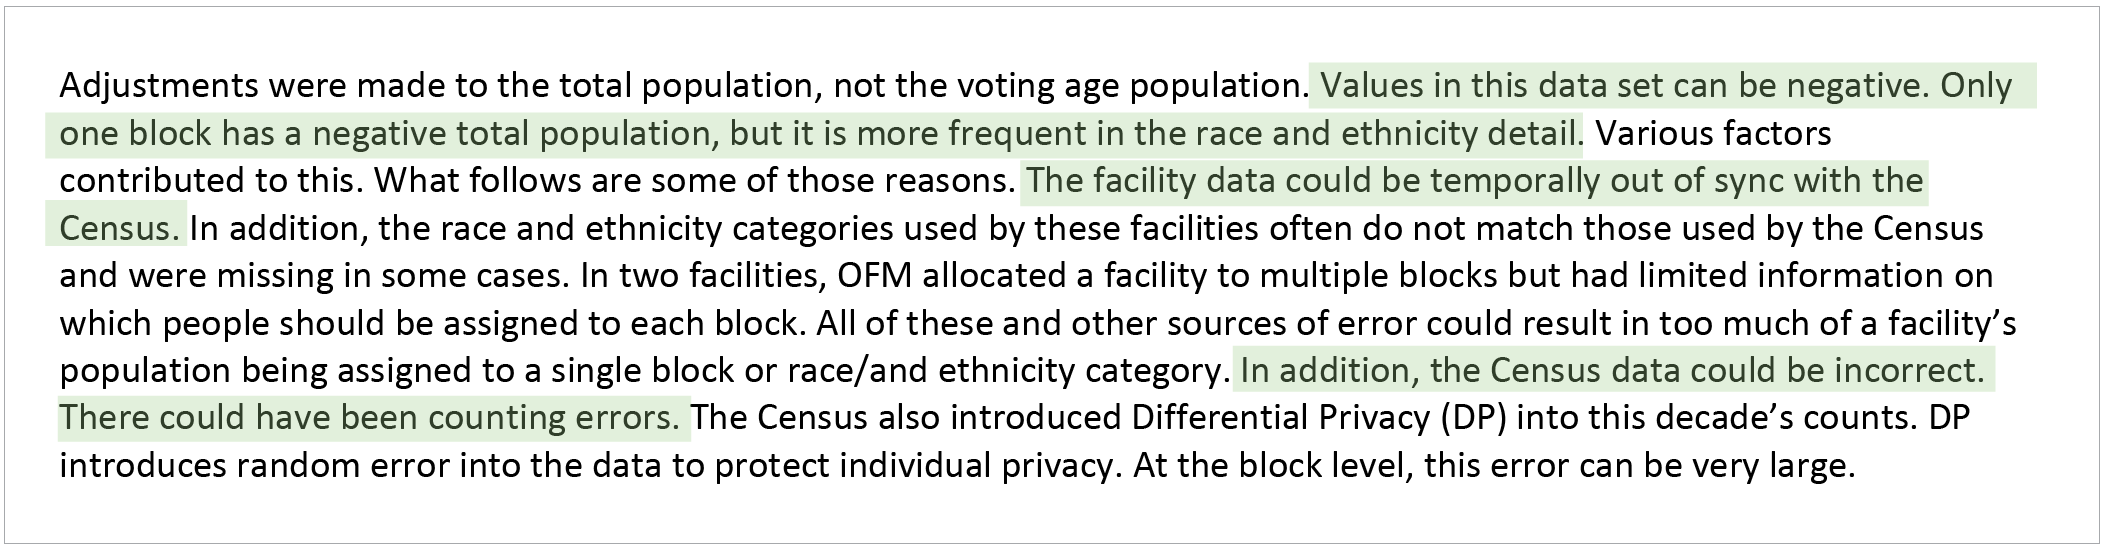 Adjustments were made to the total population, not the voting age population. Values in this data set can be negative. Only
one block has a negative total population, but it is more frequent in the race and ethnicity detail. Various factors
contributed to this. What follows are some of those reasons. The facility data could be temporally out of sync with the
Census. In addition, the race and ethnicity categories used by these facilities often do not match those used by the Census
and were missing in some cases. In two facilities, OFM allocated a facility to multiple blocks but had limited information on
which people should be assigned to each block. All of these and other sources of error could result in too much of a facility’s
population being assigned to a single block or race/and ethnicity category. In addition, the Census data could be incorrect.
There could have been counting errors. The Census also introduced Differential Privacy (DP) into this decade’s counts. DP
introduces random error into the data to protect individual privacy. At the block level, this error can be very large.